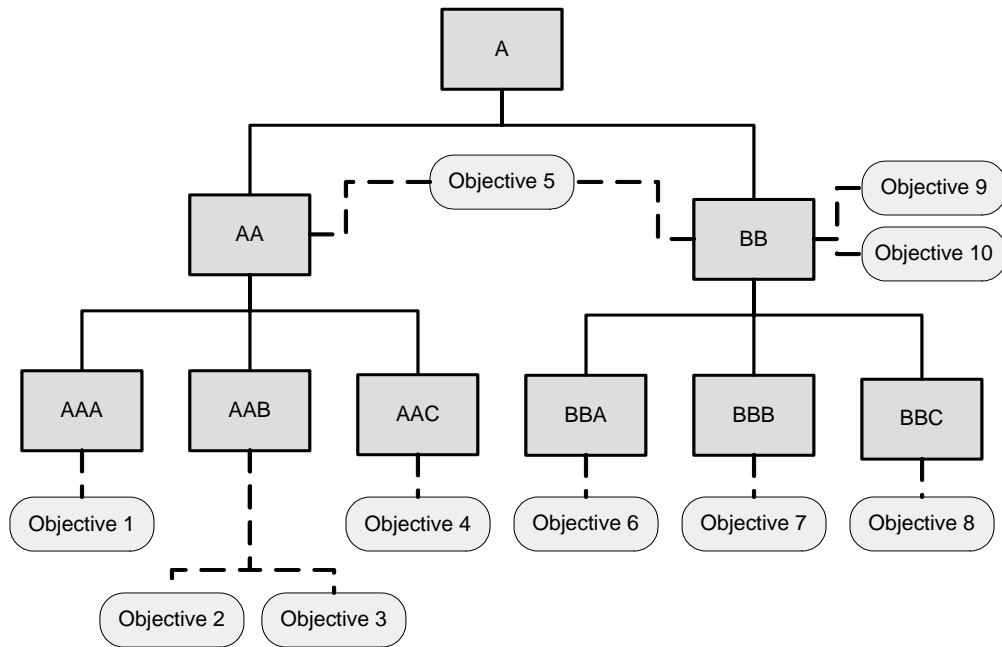 A
Objective 5
Objective 9
AA
BB
Objective 10
AAA
AAB
AAC
BBA
BBB
BBC
Objective 1
Objective 4
Objective 6
Objective 7
Objective 8
Objective 2
Objective 3